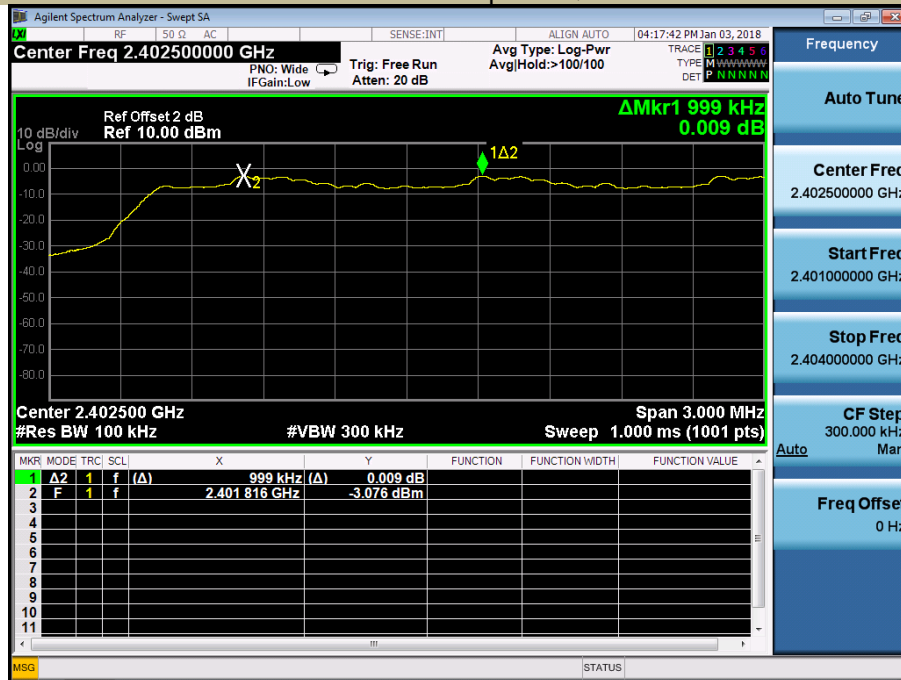 Agilent Spectrum Analyzer - Swept SA
LXI RF 50 Ω AC SENSE:INT ALIGN AUTO 04:17:42 PM Jan 03, 2018
Center Freq 2.402500000 GHz
PNO: Wide
IFGain:Low
Trig: Free Run
Atten: 20 dB
Avg Type: Log-Pwr
Avg|Hold:>100/100
TRACE 1 2 3 4 5 6
TYPE M WWWWW
DET P N N N N N
Ref Offset 2 dB
Ref 10.00 dBm
10 dB/div
Log
ΔMkr1 999 kHz
0.009 dB
1Δ2
X2
0.00
-10.0
-20.0
-30.0
-40.0
-50.0
-60.0
-70.0
-80.0
Center 2.402500 GHz Span 3.000 MHz
#Res BW 100 kHz #VBW 300 kHz Sweep 1.000 ms (1001 pts)
MKR MODE TRC SCL X Y FUNCTION FUNCTION WIDTH FUNCTION VALUE
1 Δ2 1 f (Δ) 999 kHz (Δ) 0.009 dB
2 F 1 f 2.401 816 GHz -3.076 dBm
3
4
5
6
7
8
9
10
11
MSG STATUS
Frequency
Auto Tune
Center Freq
2.402500000 GHz
Start Freq
2.401000000 GHz
Stop Freq
2.404000000 GHz
CF Step
300.000 kHz
Auto Man
Freq Offset
0 Hz